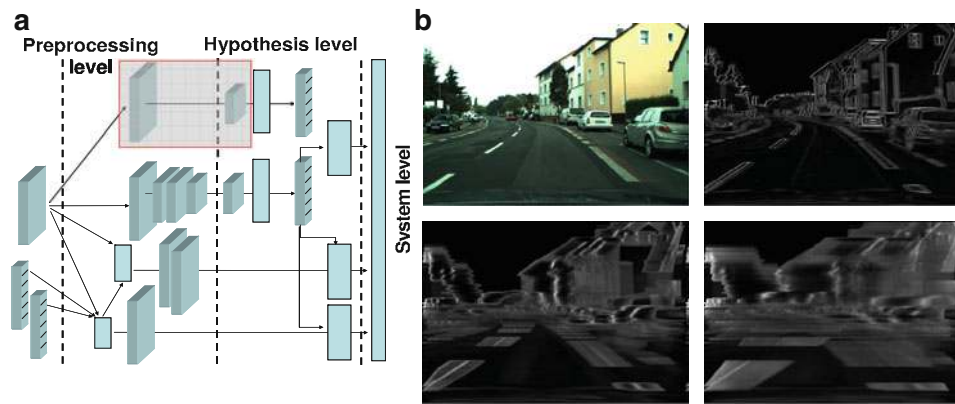 a
Preprocessing level
Hypothesis level
System level
b